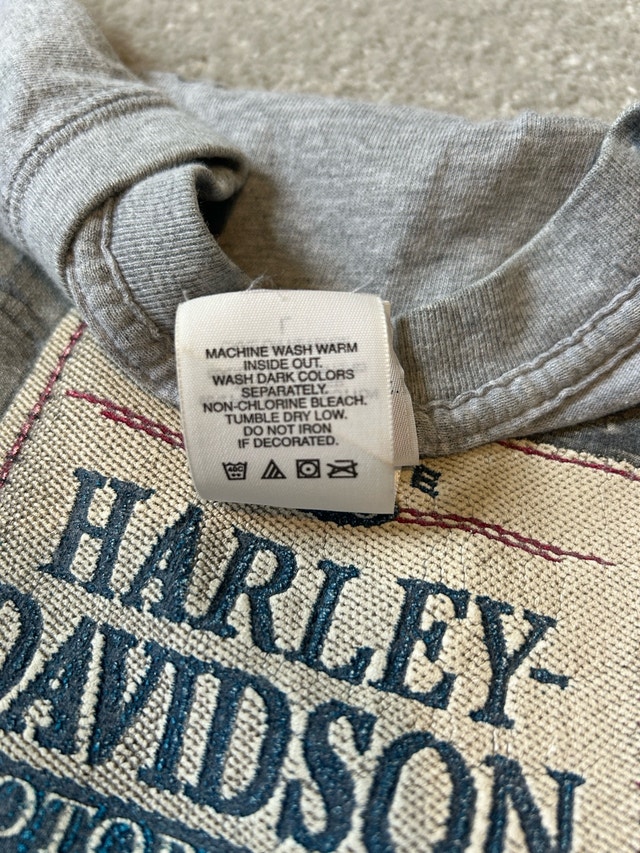 MACHINE WASH WARM
INSIDE OUT.
WASH DARK COLORS
SEPARATELY.
NON-CHLORINE BLEACH.
TUMBLE DRY LOW.
DO NOT IRON
IF DECORATED.
HARLEY-
DAVIDSON